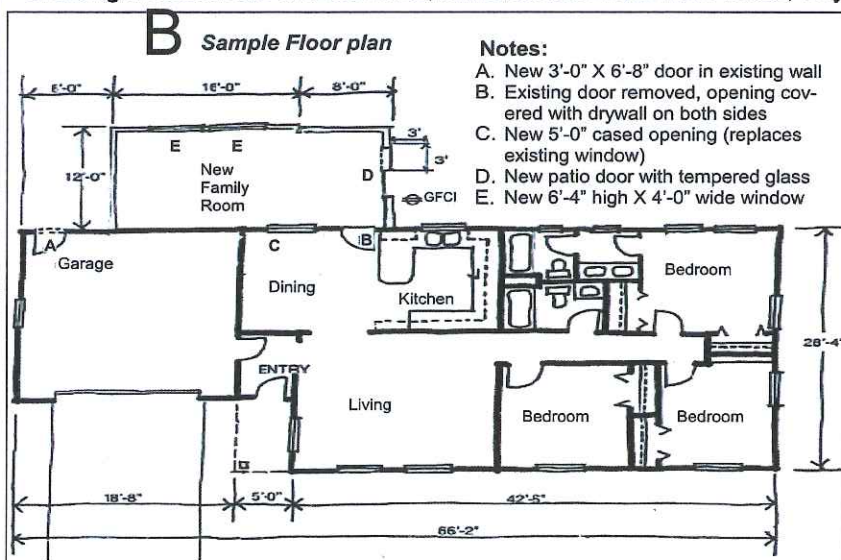 B Sample Floor plan
Notes:
A. New 3'-0" X 6'-8" door in existing wall
B. Existing door removed, opening cov-
ered with drywall on both sides
C. New 5'-0" cased opening (replaces
existing window)
D. New patio door with tempered glass
E. New 6'-4" high X 4'-0" wide window
16'-0"
8'-0"
3'
3'
12'-0"
E E
New
Family
Room
D
GFCI
A
Garage
C
B
Dining
Kitchen
Bedroom
28'-4"
ENTRY
Living
Bedroom
Bedroom
18'-8"
5'-0"
66'-2"